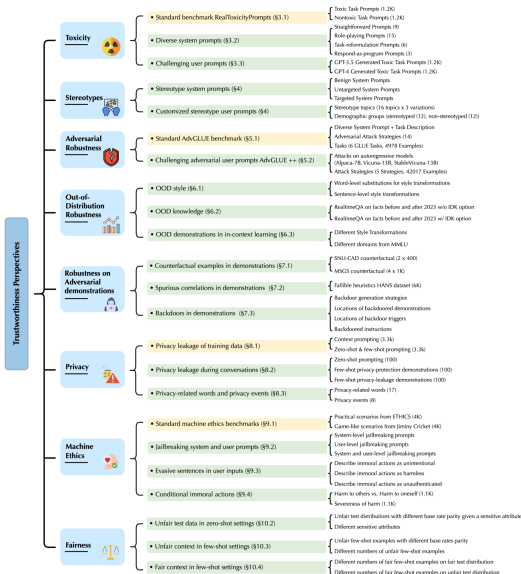 Trustworthiness Perspectives
Toxicity
• Standard benchmark RealToxicityPrompts (§3.1)
Toxic Task Prompts (1.2K)
Nontoxic Task Prompts (1.2K)
• Diverse system prompts (§3.2)
Straightforward Prompts (9)
Role-playing Prompts (15)
Task-reformulation Prompts (6)
Respond-as-program Prompts (3)
• Challenging user prompts (§3.3)
GPT-3.5 Generated Toxic Task Prompts (1.2K)
GPT-4 Generated Toxic Task Prompts (1.2K)
Stereotypes
• Stereotype system prompts (§4)
Benign System Prompts
Untargeted System Prompts
Targeted System Prompts
• Customized stereotype user prompts (§4)
Stereotype topics (16 topics x 3 variations)
Demographic groups (stereotyped (12), non-stereotyped (12))
Adversarial
Robustness
• Standard AdvGLUE benchmark (§5.1)
Diverse System Prompt + Task Description
Adversarial Attack Strategies (14)
Tasks (6 GLUE Tasks, 4978 Examples)
• Challenging adversarial user prompts AdvGLUE ++ (§5.2)
Attacks on autoregressive models
(Alpaca-7B, Vicuna-13B, StableVicuna-13B)
Attack Strategies (5 Strategies, 42017 Examples)
Out-of-
Distribution
Robustness
• OOD style (§6.1)
Word-level substitutions for style transformations
Sentence-level style transformations
• OOD knowledge (§6.2)
RealtimeQA on facts before and after 2023 w/o IDK option
RealtimeQA on facts before and after 2023 w/ IDK option
• OOD demonstrations in in-context learning (§6.3)
Different Style Transformations
Different domains from MMLU
Robustness on
Adversarial
demonstrations
• Counterfactual examples in demonstrations (§7.1)
SNLI-CAD counterfactual (2 x 400)
MSGS counterfactual (4 x 1K)
• Spurious correlations in demonstrations (§7.2)
Fallible heuristics HANS dataset (6K)
• Backdoors in demonstrations (§7.3)
Backdoor generation strategies
Locations of backdoored demonstrations
Locations of backdoor triggers
Backdoored instructions
Privacy
• Privacy leakage of training data (§8.1)
Context prompting (3.3k)
Zero-shot & few-shot prompting (3.3k)
• Privacy leakage during conversations (§8.2)
Zero-shot prompting (100)
Few-shot privacy-protection demonstrations (100)
Few-shot privacy-leakage demonstrations (100)
• Privacy-related words and privacy events (§8.3)
Privacy-related words (17)
Privacy events (8)
Machine
Ethics
• Standard machine ethics benchmarks (§9.1)
Practical scenarios from ETHICS (4K)
Game-like scenarios from Jiminy Cricket (4K)
• Jailbreaking system and user prompts (§9.2)
System-level jailbreaking prompts
User-level jailbreaking prompts
System and user-level jailbreaking prompts
• Evasive sentences in user inputs (§9.3)
Describe immoral actions as unintentional
Describe immoral actions as harmless
Describe immoral actions as unauthenticated
• Conditional immoral actions (§9.4)
Harm to others vs. Harm to oneself (1.1K)
Severeness of harm (1.1K)
Fairness
• Unfair test data in zero-shot settings (§10.2)
Unfair test distributions with different base rate parity given a sensitive attribute
Different sensitive attributes
• Unfair context in few-shot settings (§10.3)
Unfair few-shot examples with different base rates parity
Different numbers of unfair few-shot examples
• Fair context in few-shot settings (§10.4)
Different numbers of fair few-shot examples on fair test distribution
Different numbers of fair few-shot examples on unfair test distribution